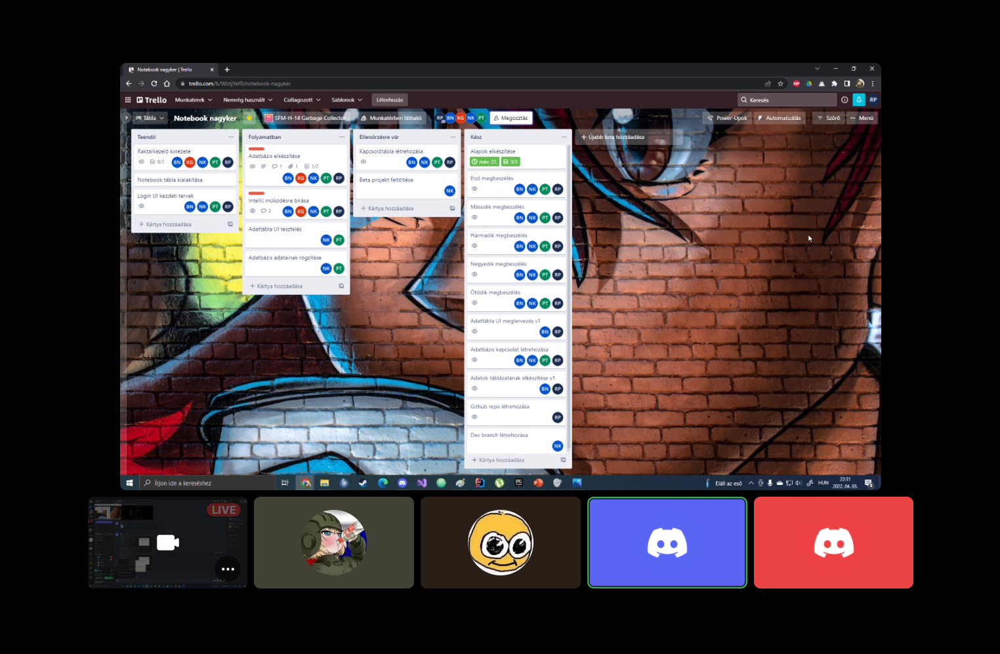 Notebook nagyker | Trello
trello.com/b/WotjYetR/notebook-nagyker
Trello
Munkaterek
Nemrég használt
Csillagozott
Sablonok
Létrehozás
Keresés
RP
Tábla
Notebook nagyker
SFM-H-14 Garbage Collector
Munkatérben látható
RP BN KG NK PT
Megosztás
Power-Upok
Automatizálás
Szűrő
Menü
Teendő
Raktárkezelő kinézete
0/2
BN KG NK PT RP
Notebook tábla kialakítása
Login UI kezdeti tervek
BN NK PT RP
Kártya hozzáadása
Folyamatban
Adatbázis elkészítése
1 1 1/2
BN KG NK PT RP
IntelliJ működésre bírása
3
BN KG NK PT RP
Adattábla UI tesztelés
NK PT
Adatbázis adatainak rögzítése
NK PT
Kártya hozzáadása
Ellenőrzésre vár
Kapcsolótábla létrehozása
BN NK PT RP
Beta projekt feltöltése
NK
Kártya hozzáadása
Kész
Alapok elkészítése
márc 22.
3/3
Első megbeszélés
BN NK PT RP
Második megbeszélés
BN NK PT RP
Harmadik megbeszélés
BN NK PT RP
Negyedik megbeszélés
BN NK PT RP
Ötödik megbeszélés
BN NK PT RP
Adattábla UI megtervezés v1
BN RP
Adatbázis kapcsolat létrehozása
BN NK PT RP
Adatok táblázatának elkészítése v1
BN RP
Github repo létrehozása
RP
Dev branch létrehozása
NK
Kártya hozzáadása
Újabb lista hozzáadása
Írjon ide a kereséshez
Eláll az eső
HUN
22:31
2022. 04. 03.
4
LIVE